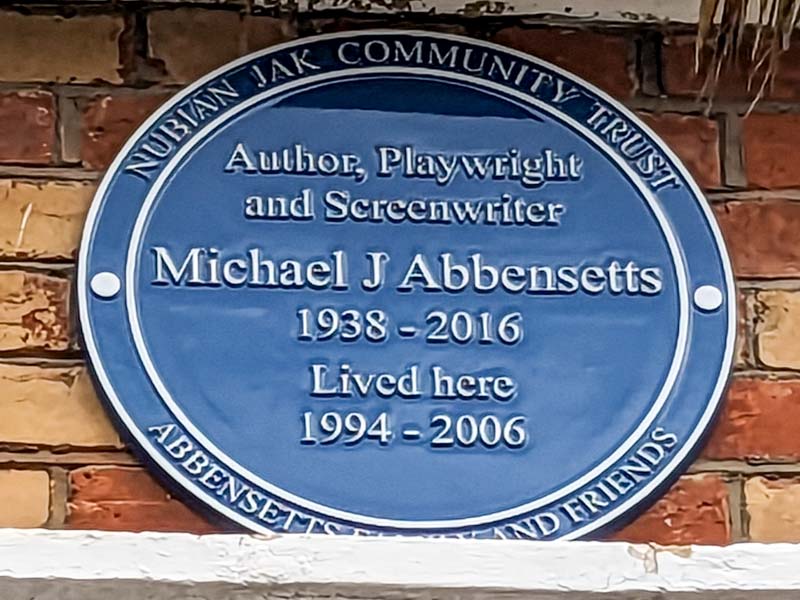 NUBIAN JAK COMMUNITY TRUST
Author, Playwright
and Screenwriter
Michael J Abbensetts
1938 - 2016
Lived here
1994 - 2006
ABBENSETTS FAMILY AND FRIENDS